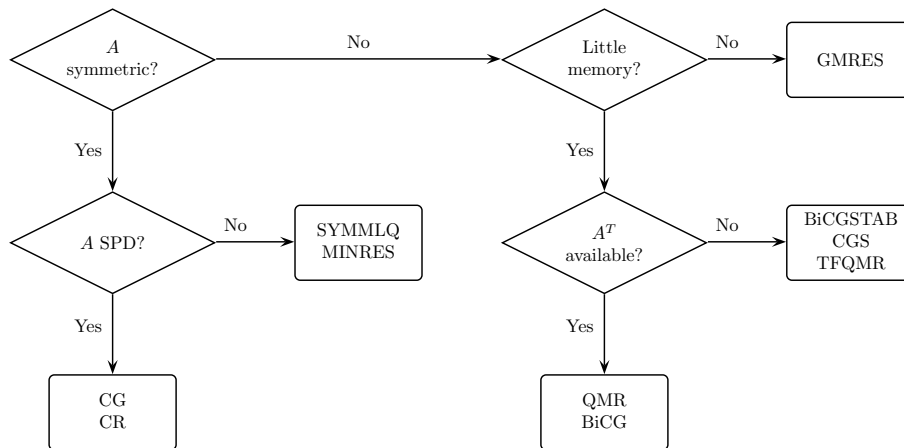 A
symmetric?
No
Little
memory?
No
GMRES
Yes
Yes
A SPD?
No
SYMMLQ
MINRES
A^T
available?
No
BiCGSTAB
CGS
TFQMR
Yes
Yes
CG
CR
QMR
BiCG